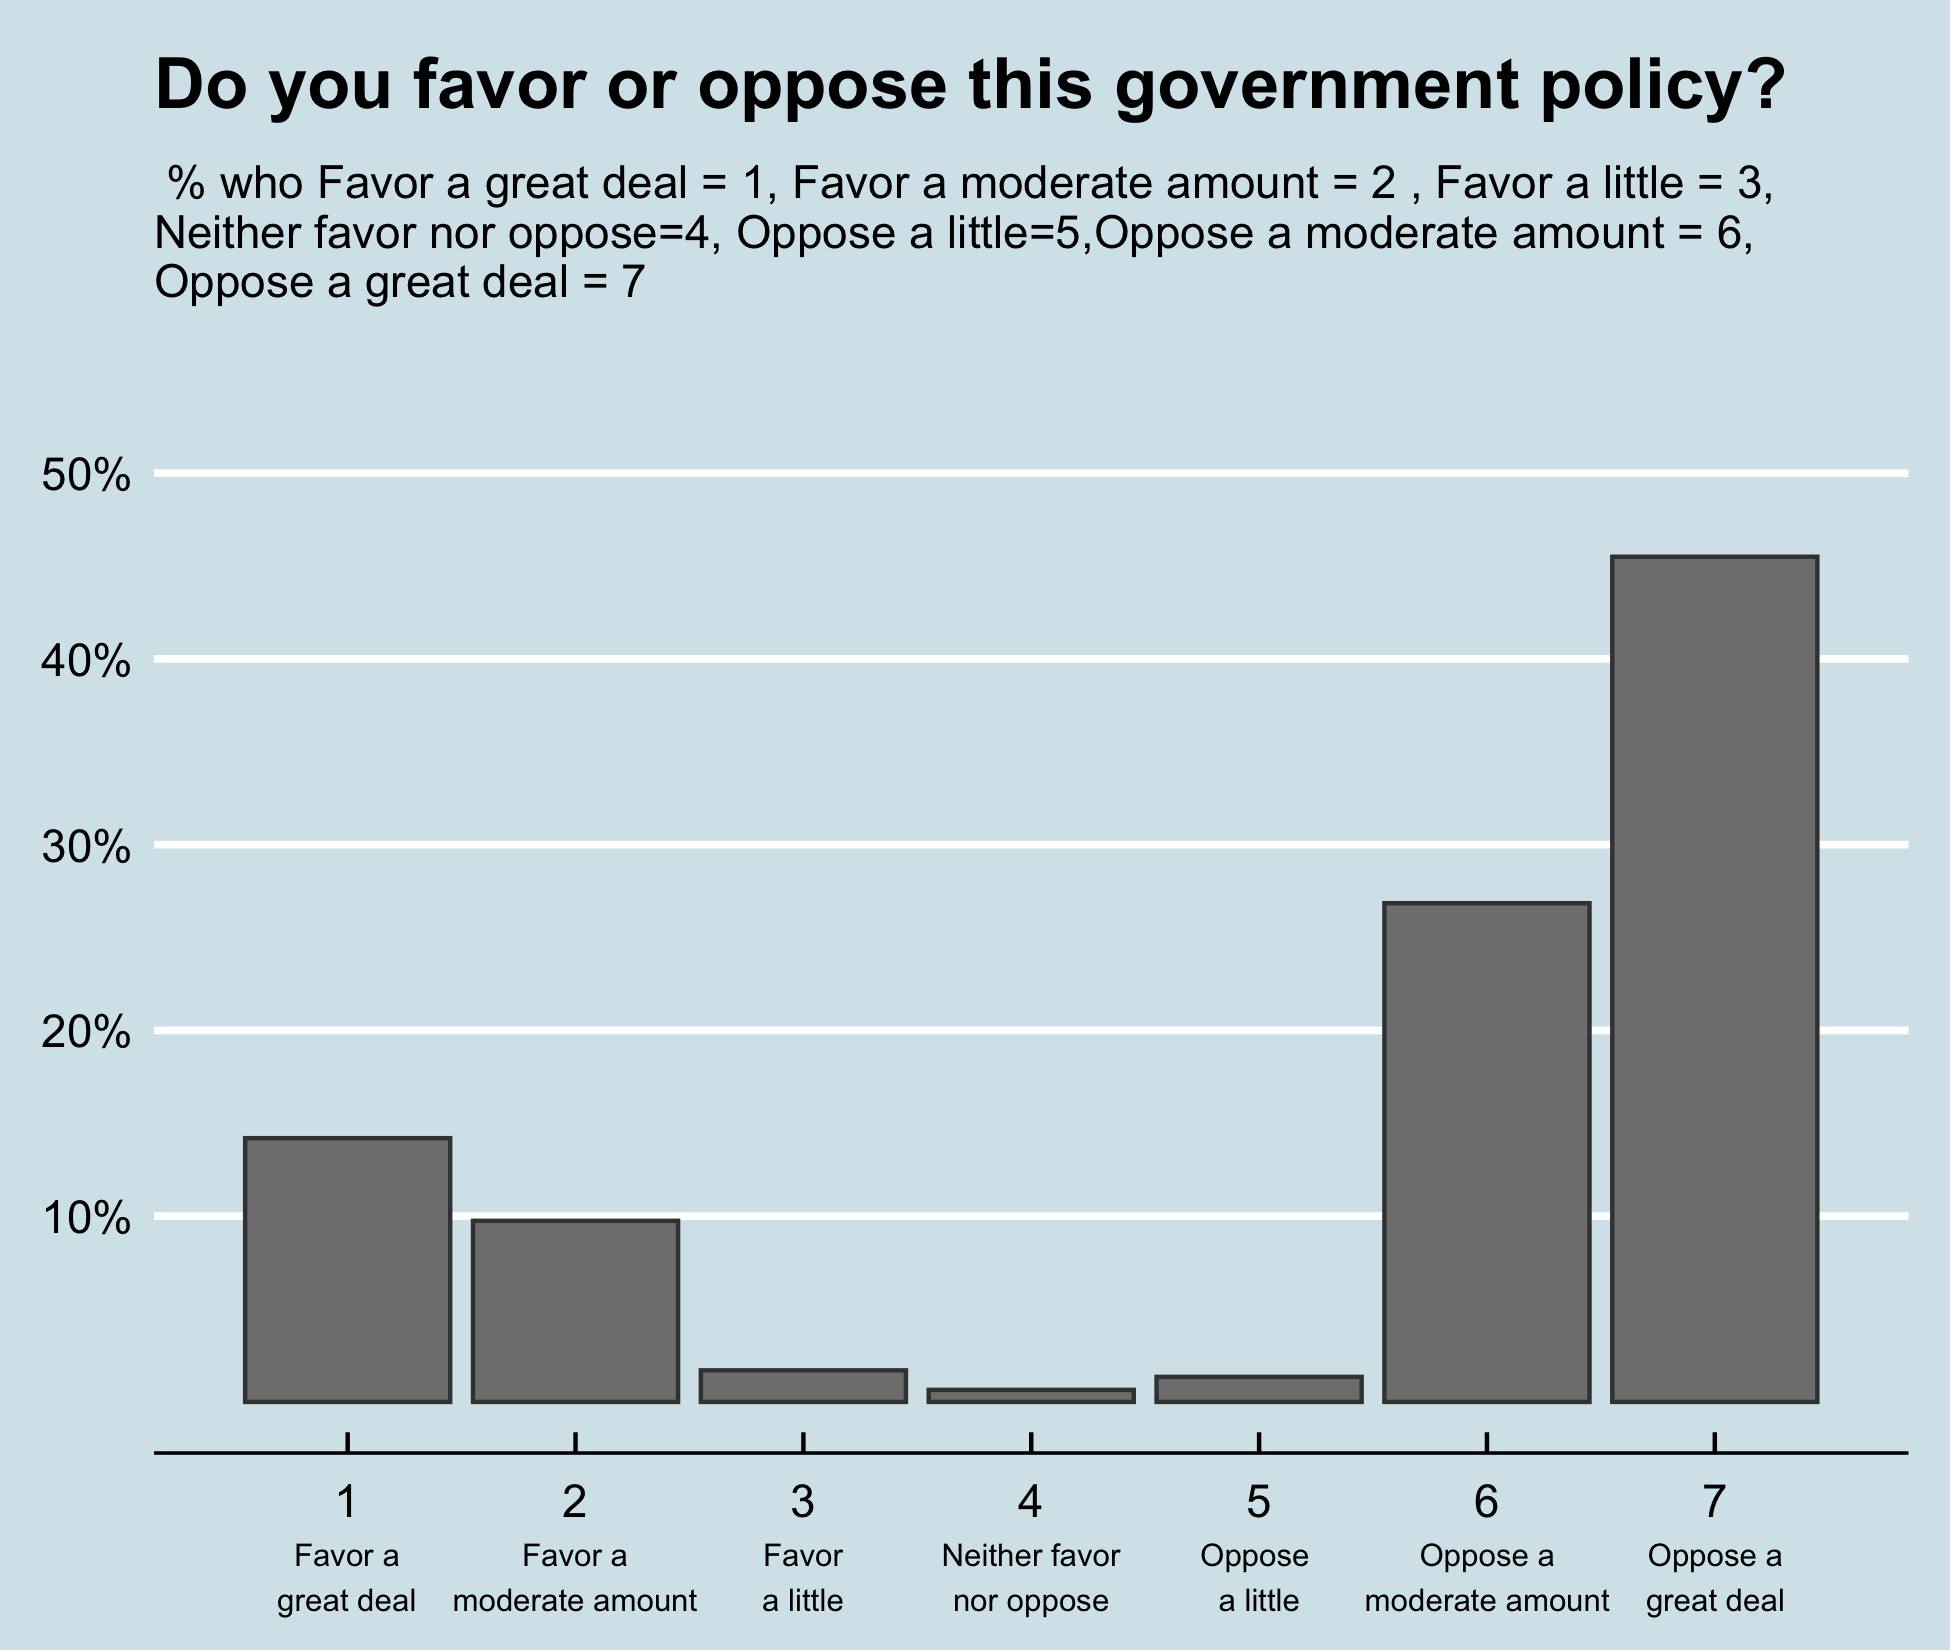 Do you favor or oppose this government policy?
% who Favor a great deal = 1, Favor a moderate amount = 2 , Favor a little = 3,
Neither favor nor oppose=4, Oppose a little=5,Oppose a moderate amount = 6,
Oppose a great deal = 7
50%
40%
30%
20%
10%
1 2 3 4 5 6 7
Favor a Favor a Favor Neither favor Oppose Oppose a Oppose a
great deal moderate amount a little nor oppose a little moderate amount great deal